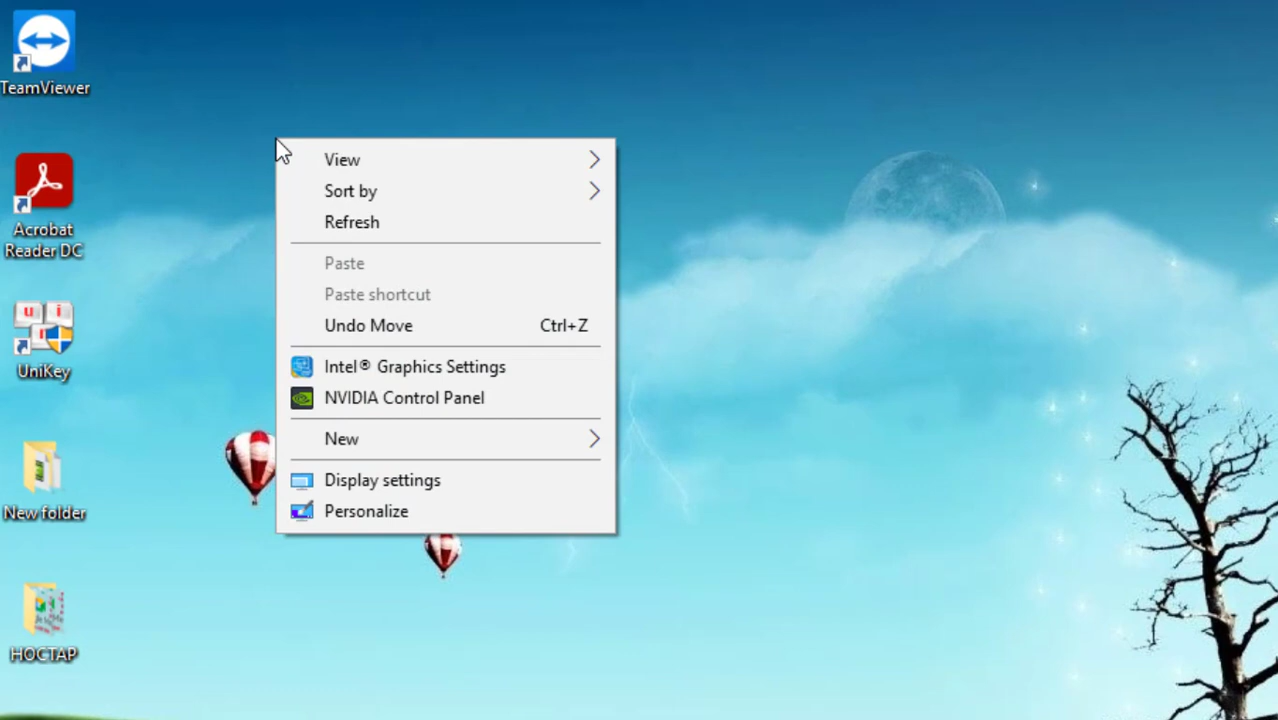 TeamViewer
Acrobat
Reader DC
u i
UniKey
New folder
HOCTAP
View
Sort by
Refresh
Paste
Paste shortcut
Undo Move Ctrl+Z
Intel® Graphics Settings
NVIDIA Control Panel
New
Display settings
Personalize